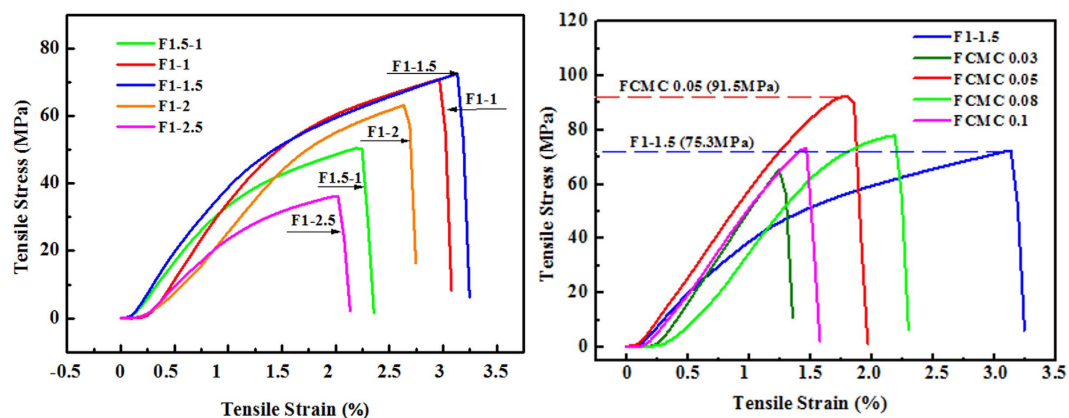 Tensile Stress (MPa)
80
60
40
20
0
F1.5-1
F1-1
F1-1.5
F1-2
F1-2.5
F1-1.5
F1-1
F1-2
F1.5-1
F1-2.5
-0.5 0 0.5 1 1.5 2 2.5 3 3.5
Tensile Strain (%)
Tensile Stress (MPa)
120
100
80
60
40
20
0
F1-1.5
FCMC 0.03
FCMC 0.05
FCMC 0.08
FCMC 0.1
FCMC 0.05 (91.5MPa)
F1-1.5 (75.3MPa)
0 0.5 1.0 1.5 2.0 2.5 3.0 3.5
Tensile Strain (%)